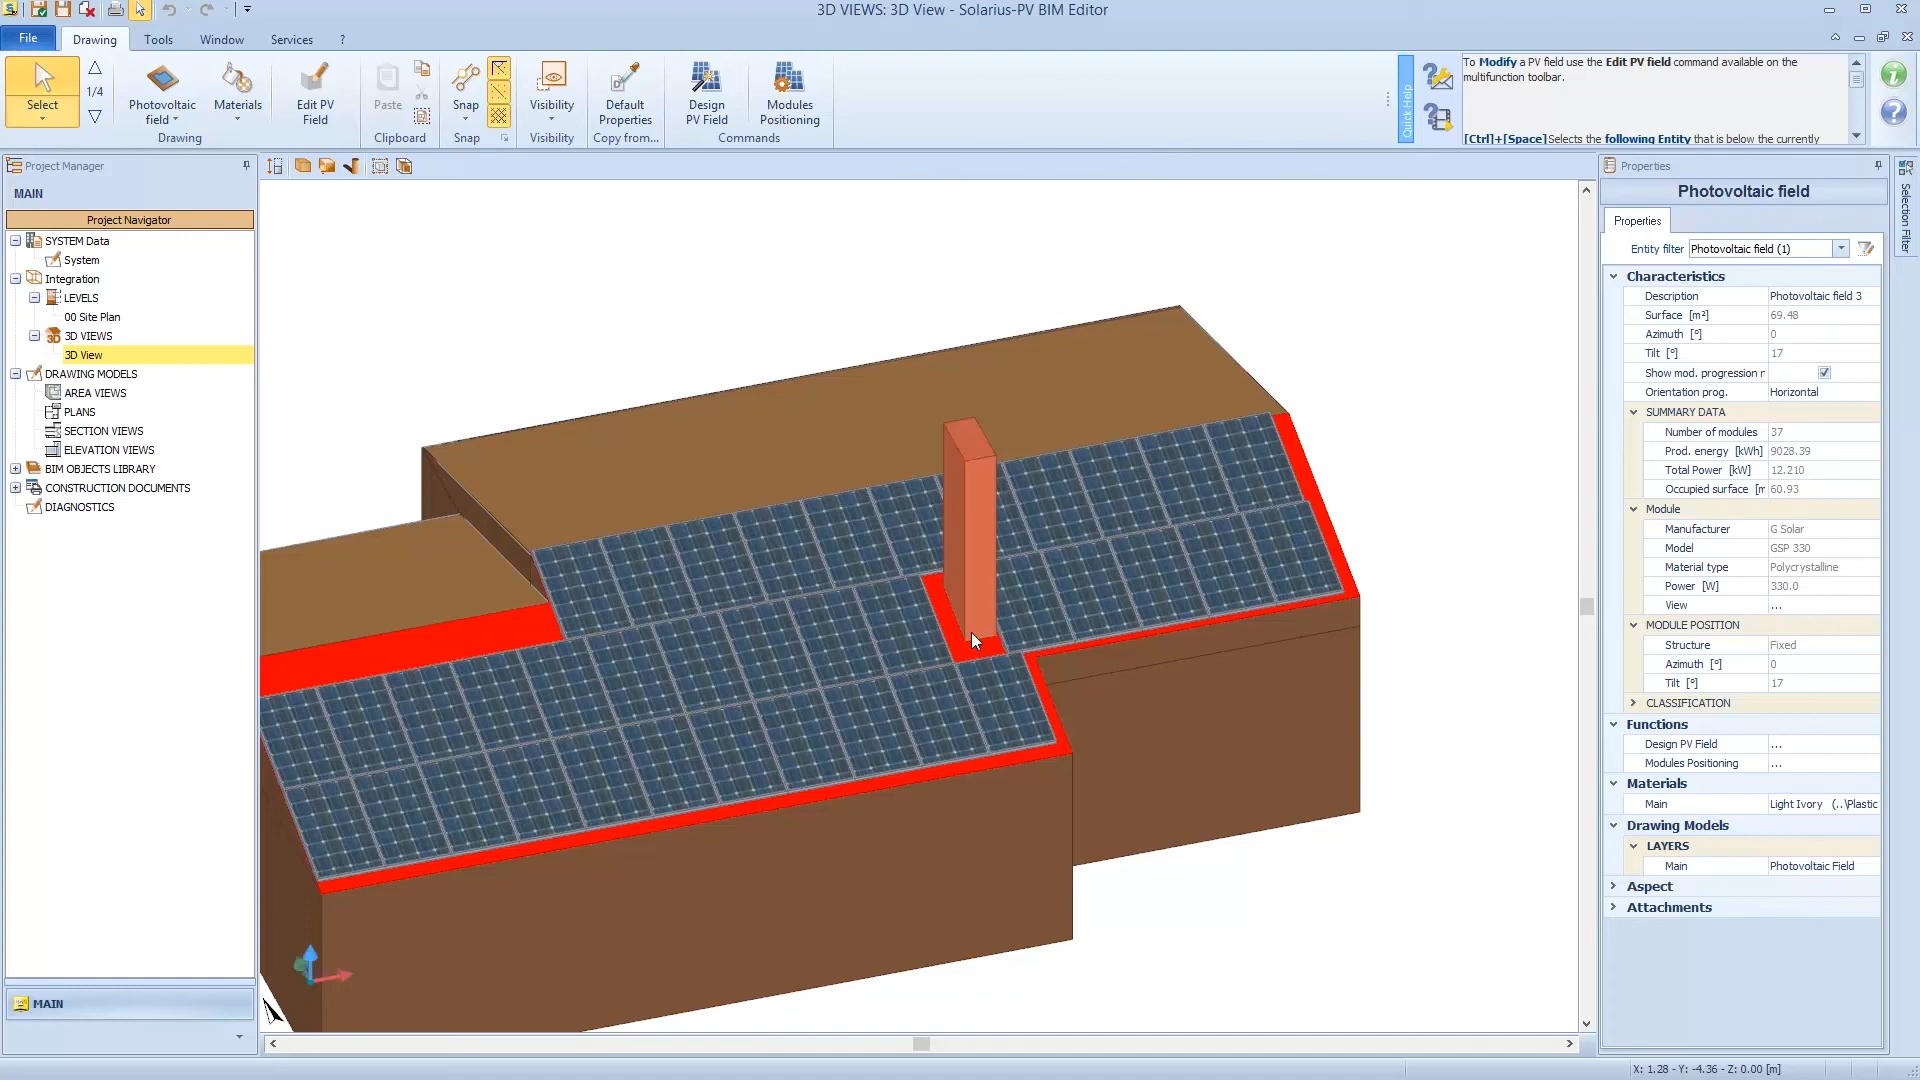 3D VIEWS: 3D View - Solarius-PV BIM Editor
File
Drawing
Tools
Window
Services
?
Select
1/4
Photovoltaic field
Materials
Edit PV Field
Paste
Snap
Visibility
Default Properties
Design PV Field
Modules Positioning
Drawing
Clipboard
Snap
Visibility
Copy from...
Commands
Quick Help
To Modify a PV field use the Edit PV field command available on the
multifunction toolbar.
[Ctrl]+[Space]Selects the following Entity that is below the currently
Project Manager
MAIN
Project Navigator
SYSTEM Data
System
Integration
LEVELS
00 Site Plan
3D VIEWS
3D View
DRAWING MODELS
AREA VIEWS
PLANS
SECTION VIEWS
ELEVATION VIEWS
BIM OBJECTS LIBRARY
CONSTRUCTION DOCUMENTS
DIAGNOSTICS
MAIN
Properties
Photovoltaic field
Properties
Selection Filter
Entity filter Photovoltaic field (1)
Characteristics
Description Photovoltaic field 3
Surface [m²] 69.48
Azimuth [º] 0
Tilt [º] 17
Show mod. progression r
Orientation prog. Horizontal
SUMMARY DATA
Number of modules 37
Prod. energy [kWh] 9028.39
Total Power [kW] 12.210
Occupied surface [m 60.93
Module
Manufacturer G Solar
Model GSP 330
Material type Polycrystalline
Power [W] 330.0
View ...
MODULE POSITION
Structure Fixed
Azimuth [º] 0
Tilt [º] 17
CLASSIFICATION
Functions
Design PV Field ...
Modules Positioning ...
Materials
Main Light Ivory (..\Plastic
Drawing Models
LAYERS
Main Photovoltaic Field
Aspect
Attachments
X: 1.28 - Y: -4.36 - Z: 0.00 [m]